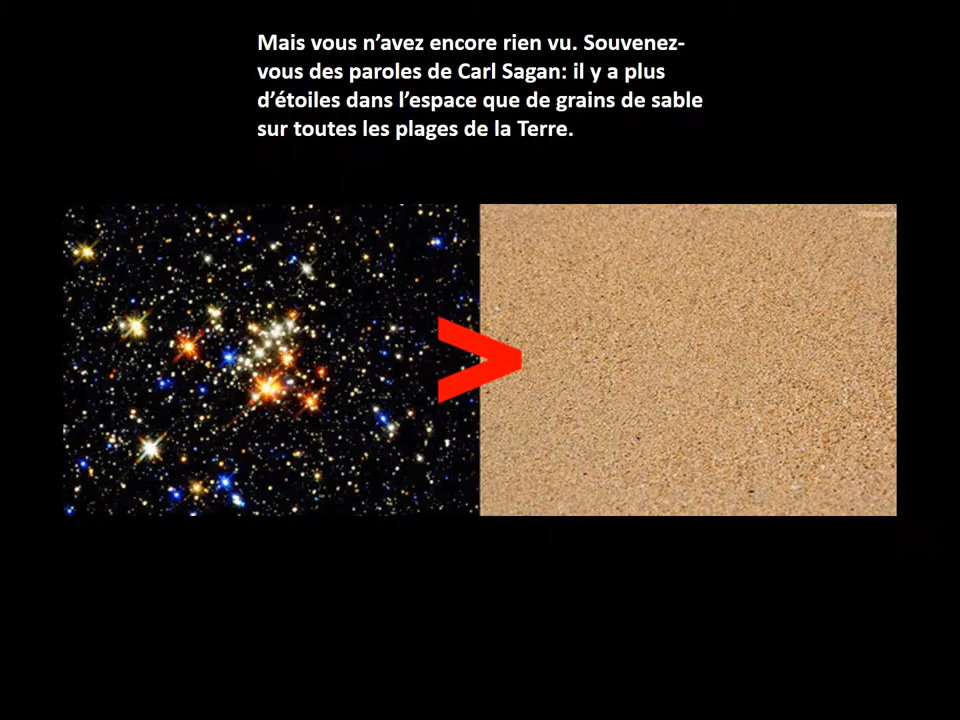 Mais vous n’avez encore rien vu. Souvenez-
vous des paroles de Carl Sagan: il y a plus
d’étoiles dans l’espace que de grains de sable
sur toutes les plages de la Terre.
>